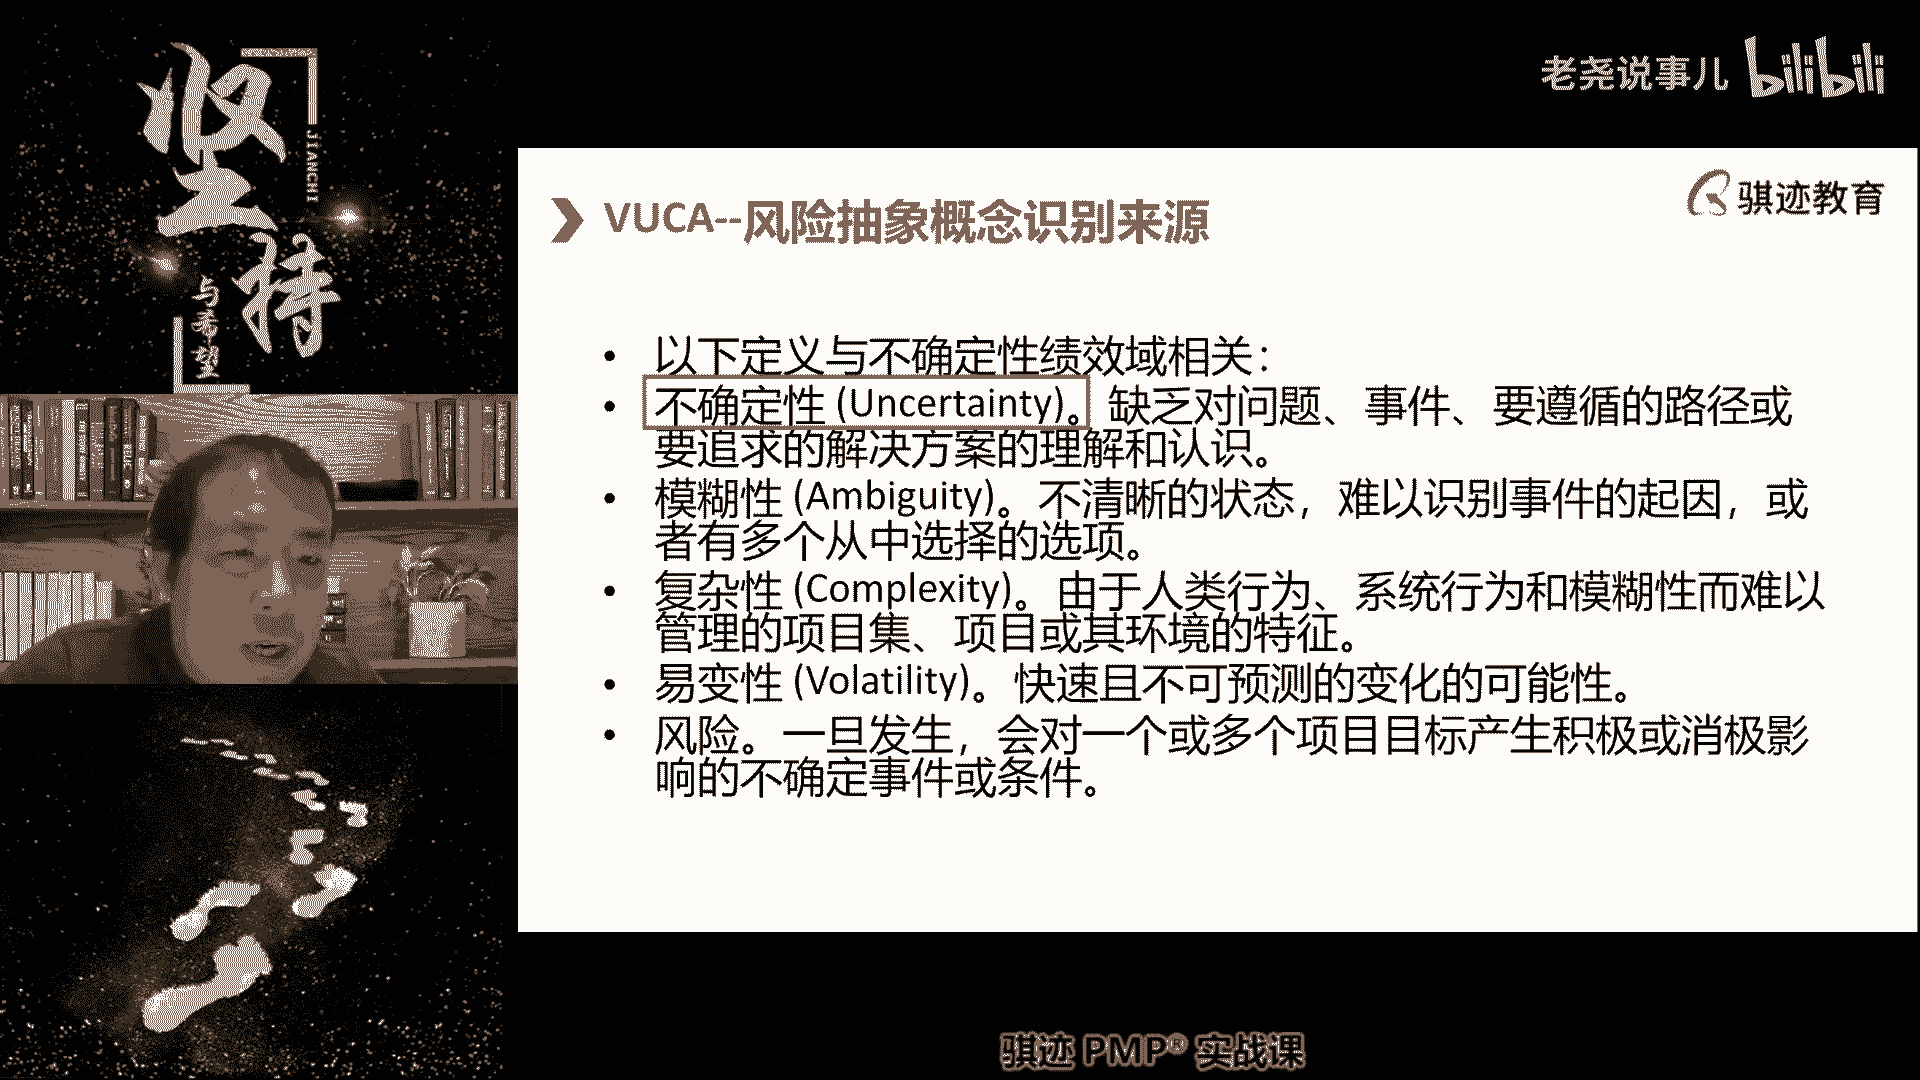 坚持
JIANCHI
与希望
老尧说事儿 bilibili
骐迹教育
VUCA--风险抽象概念识别来源
• 以下定义与不确定性绩效域相关：
• 不确定性 (Uncertainty)。缺乏对问题、事件、要遵循的路径或
要追求的解决方案的理解和认识。
• 模糊性 (Ambiguity)。不清晰的状态，难以识别事件的起因，或
者有多个从中选择的选项。
• 复杂性 (Complexity)。由于人类行为、系统行为和模糊性而难以
管理的项目集、项目或其环境的特征。
• 易变性 (Volatility)。快速且不可预测的变化的可能性。
• 风险。一旦发生，会对一个或多个项目目标产生积极或消极影
响的不确定事件或条件。
骐迹 PMP® 实战课